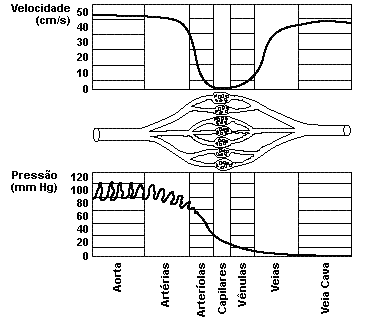 Velocidade
(cm/s)
50
40
30
20
10
0
Pressão
(mm Hg)
120
100
80
60
40
20
0
Aorta
Artérias
Arteríolas
Capilares
Vênulas
Veias
Veia Cava